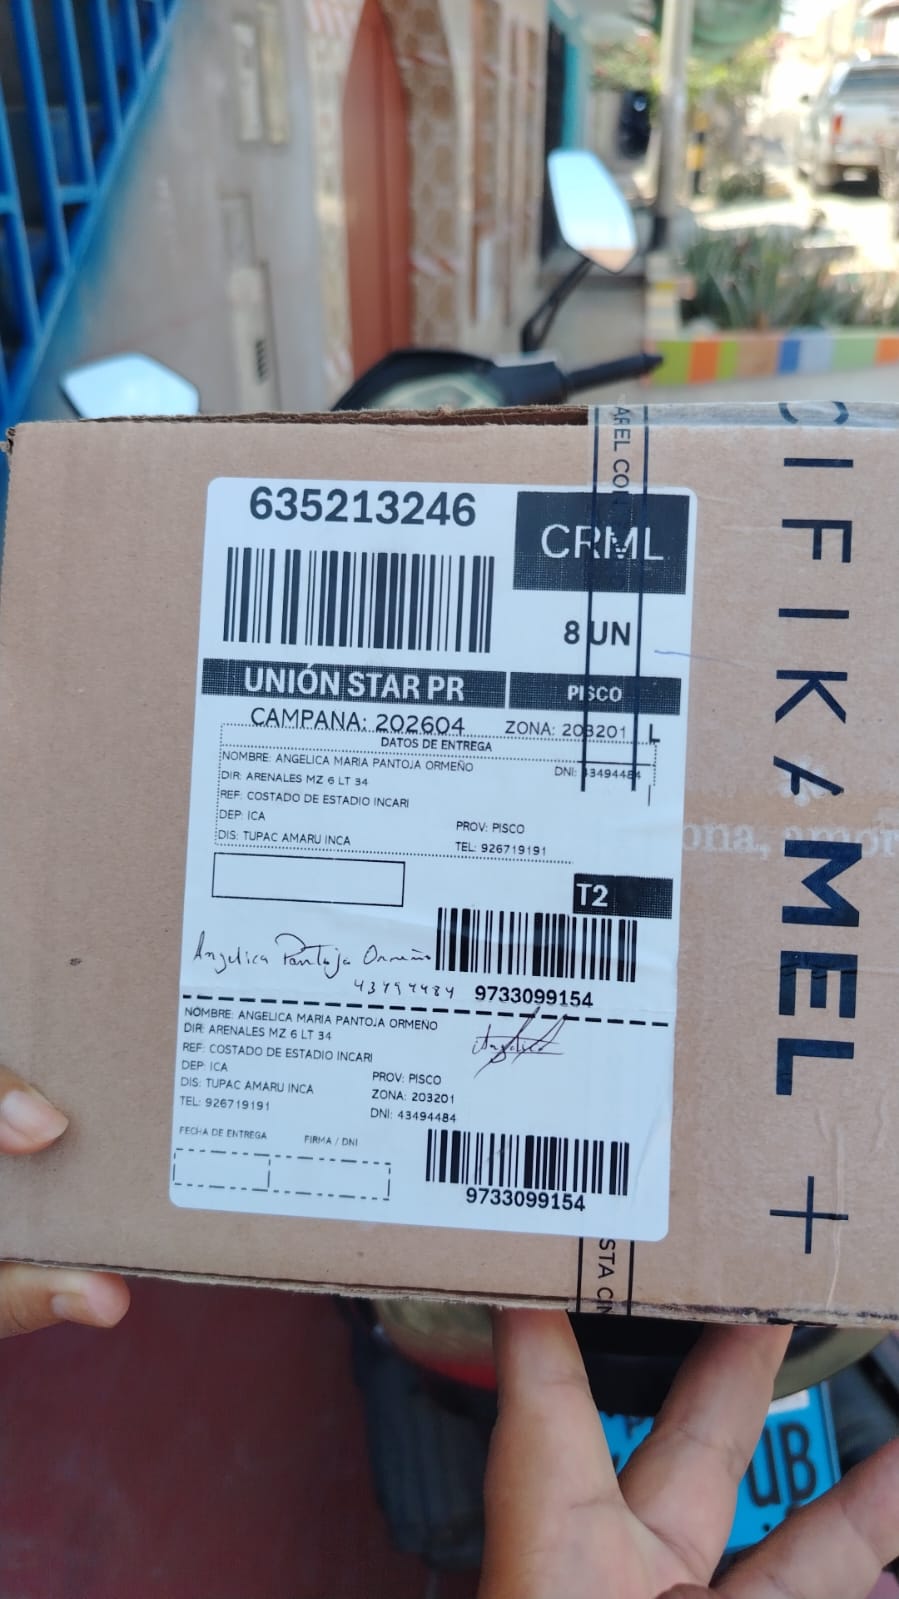 635213246
CRML
8 UN
UNIÓN STAR PR
PISCO
CAMPANA: 202604
ZONA: 203201
L
DATOS DE ENTREGA
NOMBRE: ANGELICA MARIA PANTOJA ORMEÑO
DNI: 43494484
DIR: ARENALES MZ 6 LT 34
REF: COSTADO DE ESTADIO INCARI
DEP: ICA
PROV: PISCO
DIS: TUPAC AMARU INCA
TEL: 926719191
T2
Angelica Pantoja Ormeño
43494484
9733099154
NOMBRE: ANGELICA MARIA PANTOJA ORMEÑO
DIR: ARENALES MZ 6 LT 34
REF: COSTADO DE ESTADIO INCARI
DEP: ICA
PROV: PISCO
DIS: TUPAC AMARU INCA
ZONA: 203201
TEL: 926719191
DNI: 43494484
FECHA DE ENTREGA
FIRMA / DNI
9733099154
CIFIKAMEL +
UB